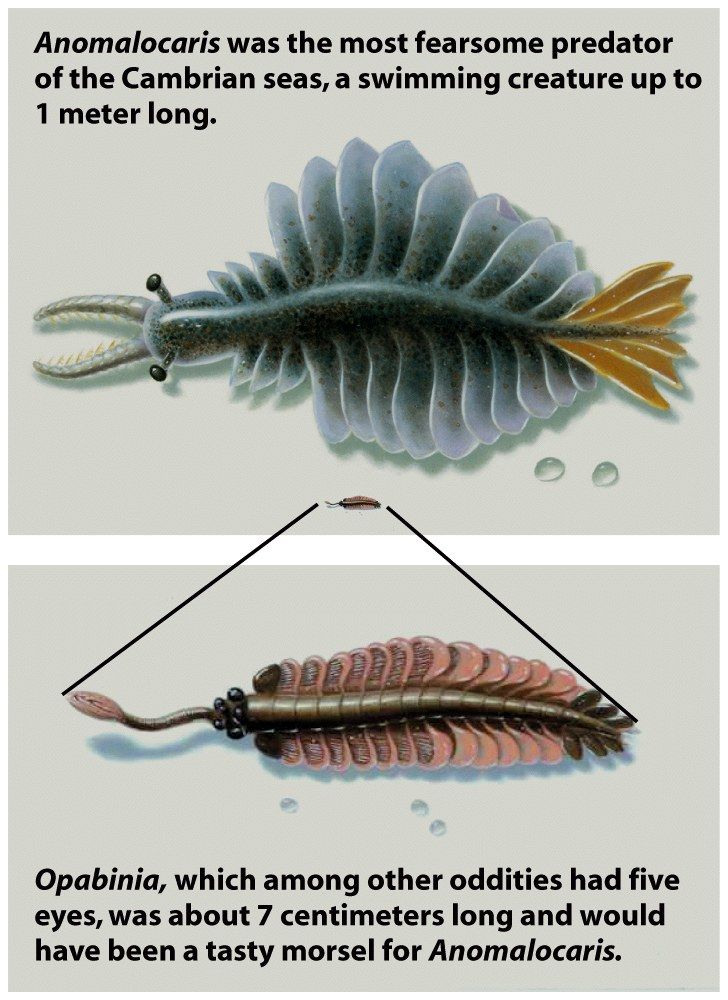 Anomalocaris was the most fearsome predator
of the Cambrian seas, a swimming creature up to
1 meter long.
Opabinia, which among other oddities had five
eyes, was about 7 centimeters long and would
have been a tasty morsel for Anomalocaris.